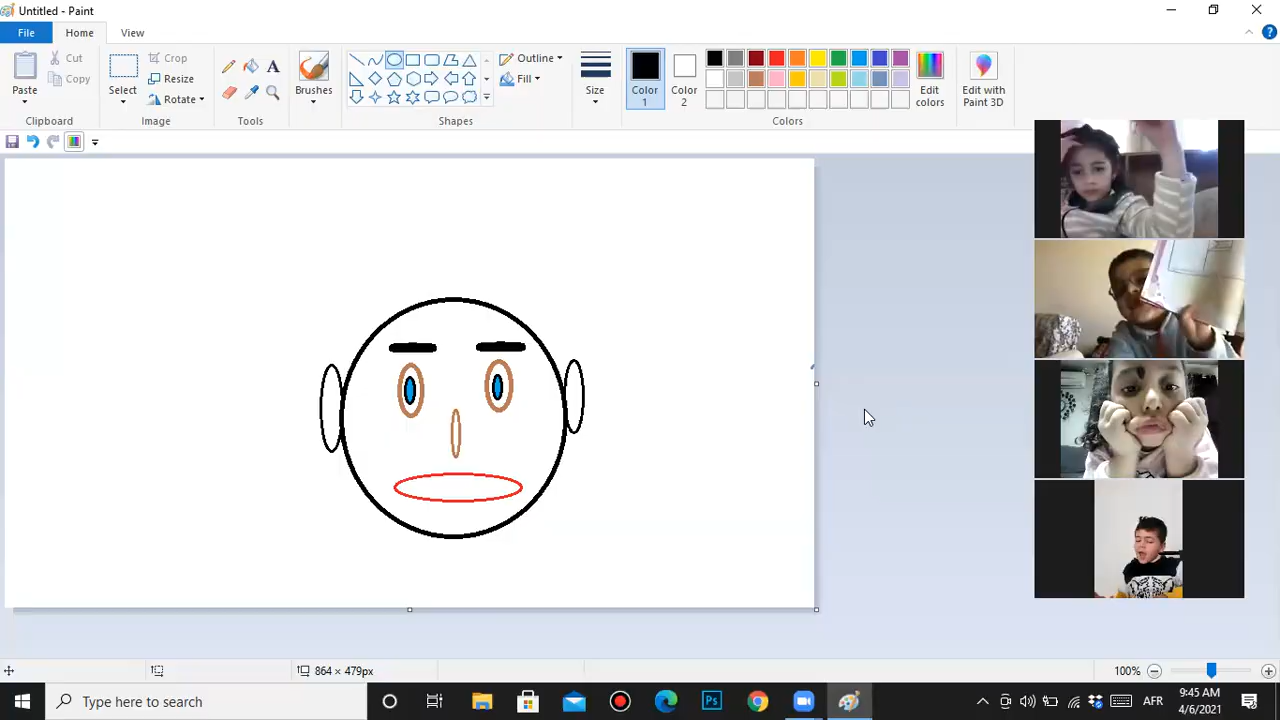 Untitled - Paint
File Home View
Paste
Cut
Copy
Clipboard
Select
Crop
Resize
Rotate
Image
A
Tools
Brushes
Outline
Fill
Shapes
Size
Color 1
Color 2
Edit colors
Colors
Edit with Paint 3D
864 × 479px
100%
Type here to search
Ps
AFR
9:45 AM
4/6/2021